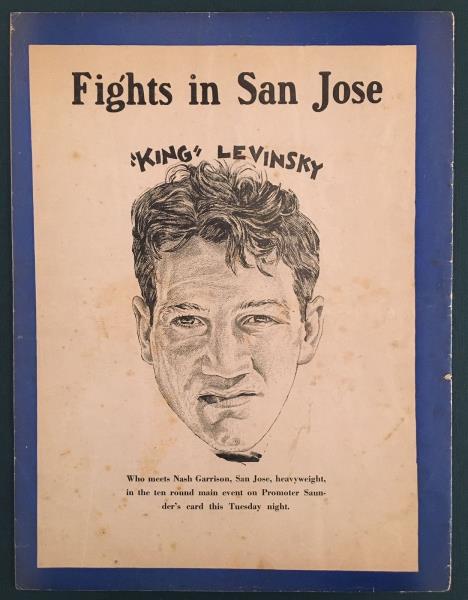 Fights in San Jose
"KING" LEVINSKY
Who meets Nash Garrison, San Jose, heavyweight,
in the ten round main event on Promoter Saun-
der's card this Tuesday night.